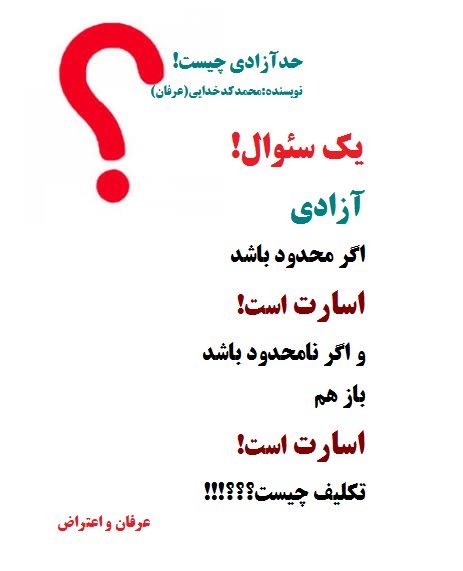 حدآزادی چیست!
نویسنده:محمدکدخدایی(عرفان)
یک سئوال!
آزادی
اگر محدود باشد
اسارت است!
و اگر نامحدود باشد
باز هم
اسارت است!
تکلیف چیست؟؟؟!!!
عرفان و اعتراض